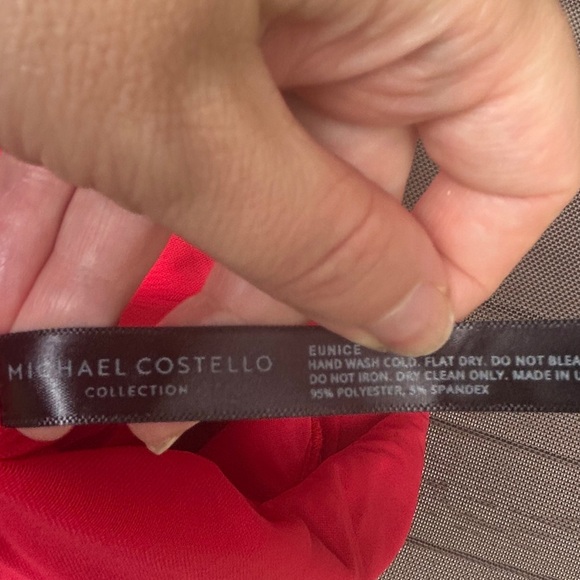 MICHAEL COSTELLO
COLLECTION
EUNICE
HAND WASH COLD. FLAT DRY. DO NOT BLEA
DO NOT IRON. DRY CLEAN ONLY. MADE IN U
95% POLYESTER, 5% SPANDEX